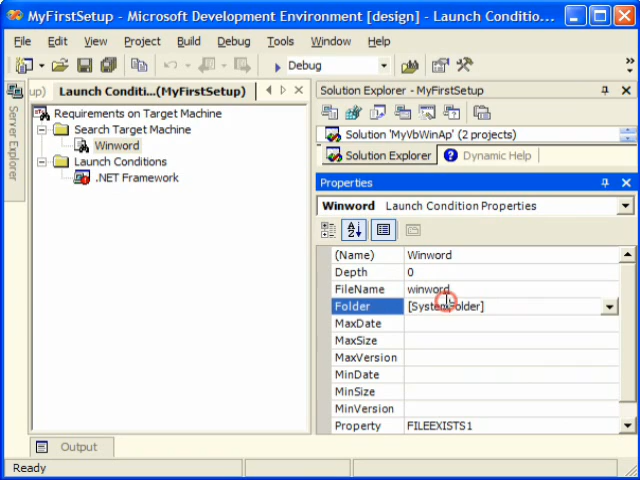 MyFirstSetup - Microsoft Development Environment [design] - Launch Conditio...
File Edit View Project Build Debug Tools Window Help
Debug
up) Launch Conditi...(MyFirstSetup)
Solution Explorer - MyFirstSetup
Server Explorer
Requirements on Target Machine
Search Target Machine
Winword
Launch Conditions
.NET Framework
Solution 'MyVbWinAp' (2 projects)
Solution Explorer Dynamic Help
Properties
Winword Launch Condition Properties
(Name) Winword
Depth 0
FileName winword
Folder [SystemFolder]
MaxDate
MaxSize
MaxVersion
MinDate
MinSize
MinVersion
Property FILEEXISTS1
Output
Ready